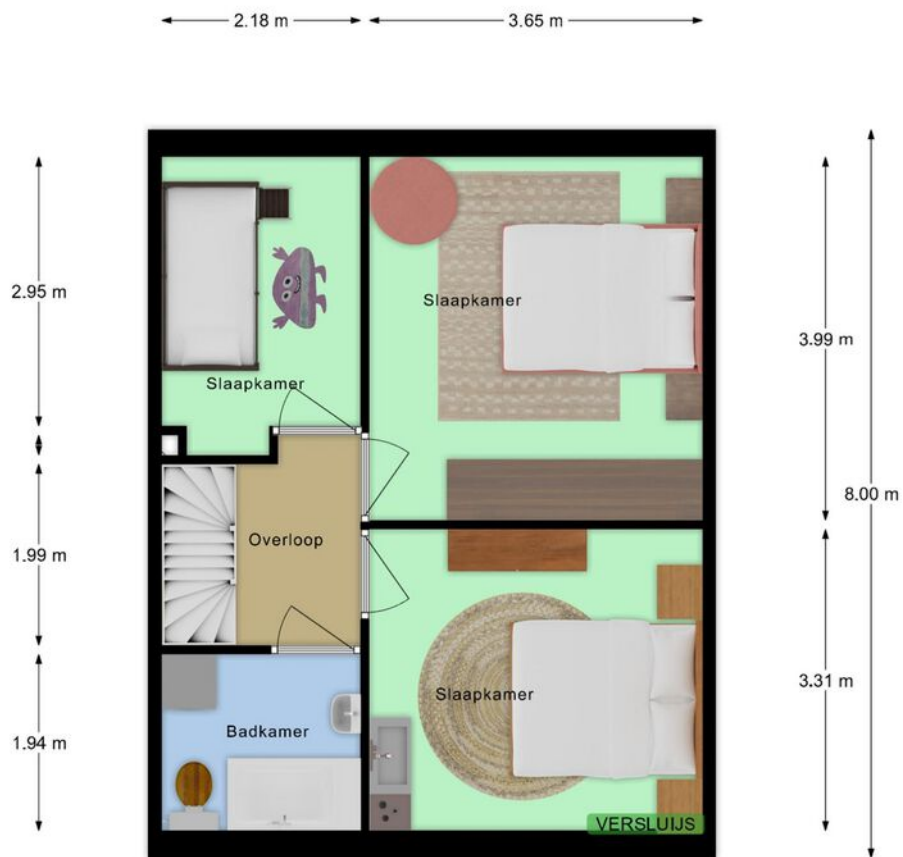 2.18 m
3.65 m
2.95 m
Slaapkamer
Slaapkamer
3.99 m
8.00 m
1.99 m
Overloop
3.31 m
Slaapkamer
1.94 m
Badkamer
VERSLUIJS